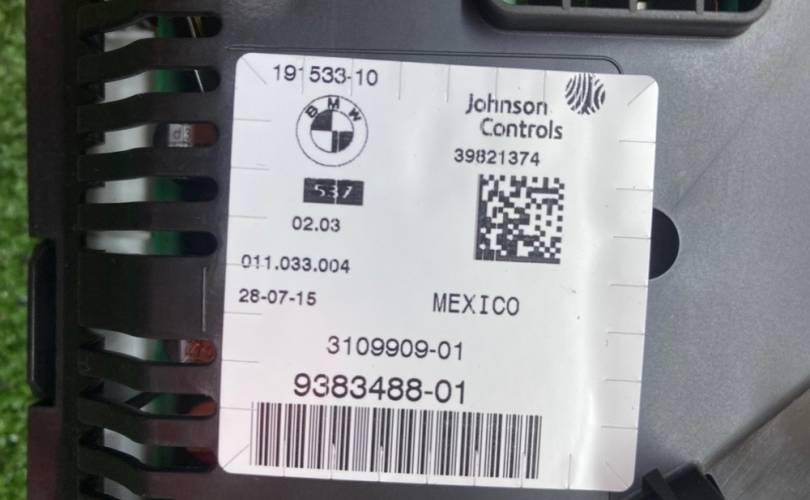 191533-10
BMW
Johnson
Controls
39821374
537
02.03
011.033.004
28-07-15
MEXICO
3109909-01
9383488-01